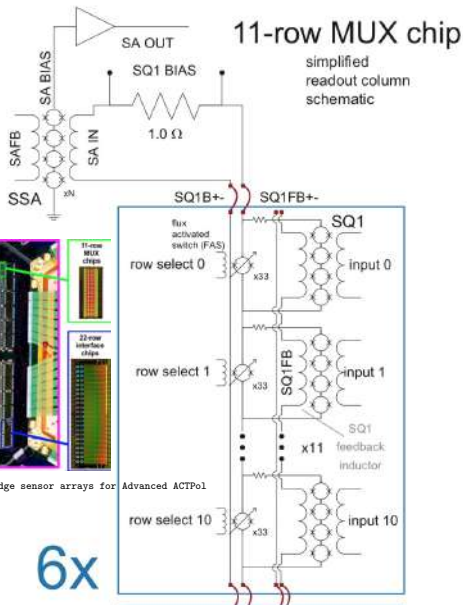 11-row MUX chip
simplified
readout column
schematic
SA OUT
SA BIAS
SQ1 BIAS
1.0 Ω
SAFB
SA IN
SSA
xN
SQ1B+-
SQ1FB+-
flux
activated
switch (FAS)
SQ1
row select 0
x33
input 0
11-row
MUX
chips
22-row
interface
chips
row select 1
x33
SQ1FB
input 1
SQ1
feedback
inductor
x11
dge sensor arrays for Advanced ACTPol
row select 10
x33
input 10
6x